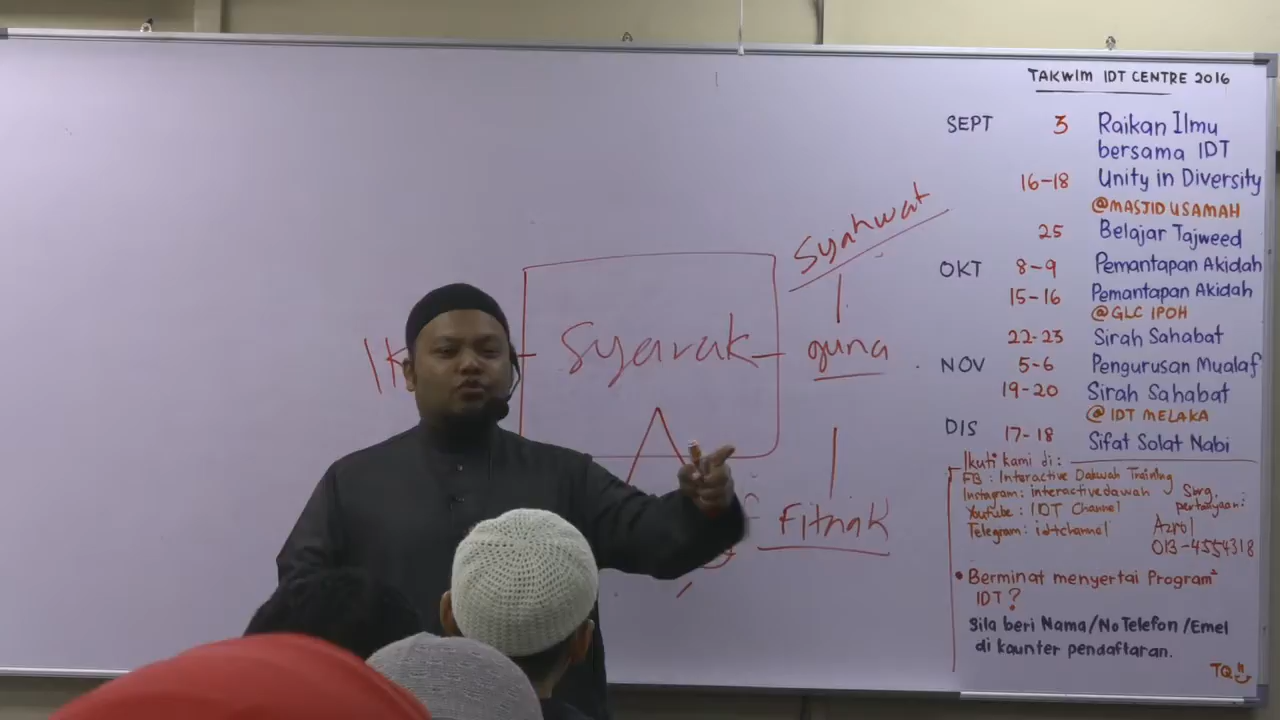 TAKWIM IDT CENTRE 2016
SEPT 3 Raikan Ilmu
bersama IDT
16-18 Unity in Diversity
@MASJID USAMAH
25 Belajar Tajweed
OKT 8-9 Pemantapan Akidah
15-16 Pemantapan Akidah
@GLC IPOH
22-23 Sirah Sahabat
NOV 5-6 Pengurusan Mualaf
19-20 Sirah Sahabat
@IDT MELAKA
DIS 17-18 Sifat Solat Nabi
Ikuti kami di:
FB: Interactive Dakwah Training
Instagram: interactivedawah
Youtube: IDT Channel
Telegram: idtchannel
pertanyaan:
Azrol
013-4554318
• Berminat menyertai Program²
IDT?
Sila beri Nama/No Telefon/Emel
di kaunter pendaftaran.
TQ
Syahwat
Syarak
guna
Fitnah